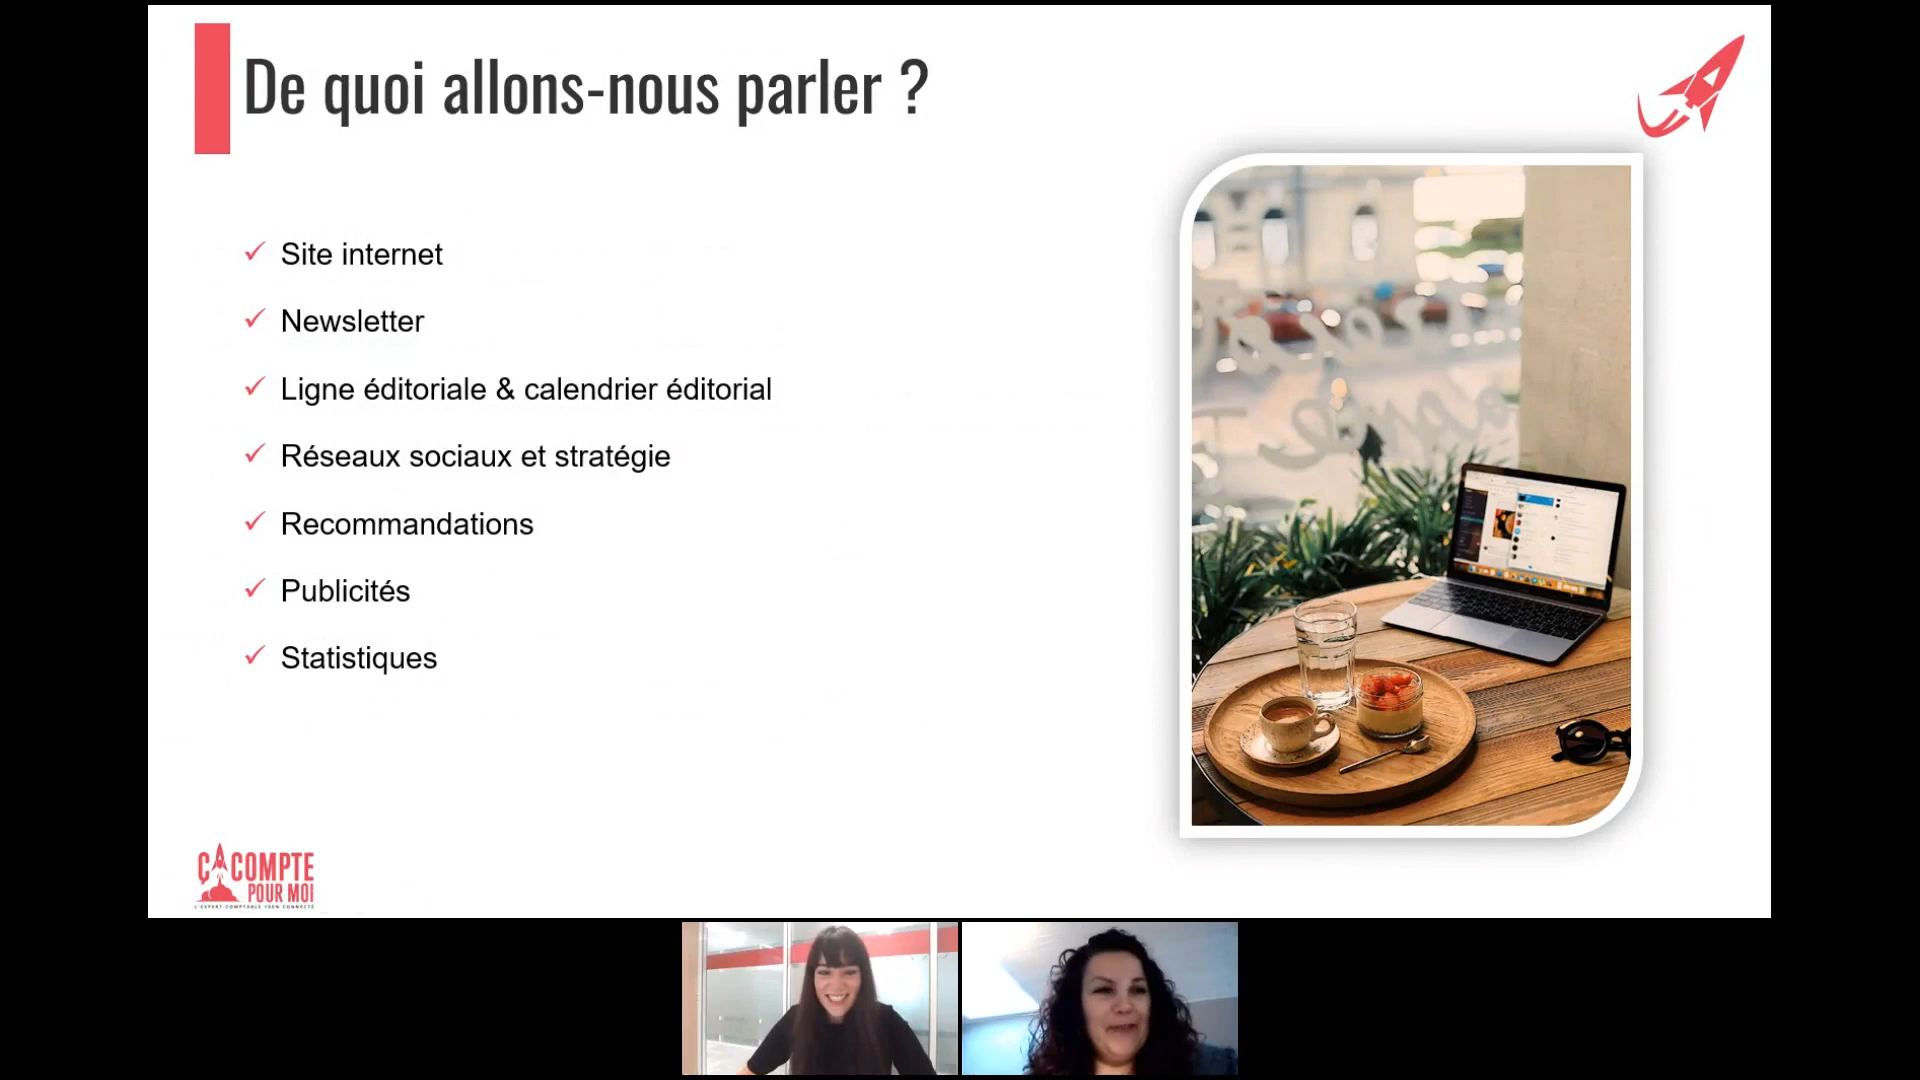 De quoi allons-nous parler ?
Site internet
Newsletter
Ligne éditoriale & calendrier éditorial
Réseaux sociaux et stratégie
Recommandations
Publicités
Statistiques
ÇA COMPTE
POUR MOI
L'EXPERT-COMPTABLE 100% CONNECTÉ